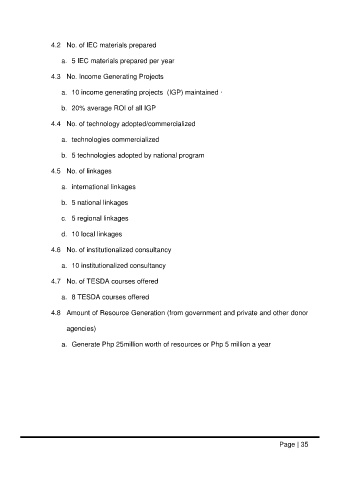 4.2 No. of IEC materials prepared
a. 5 IEC materials prepared per year
4.3 No. Income Generating Projects
a. 10 income generating projects (IGP) maintained ·
b. 20% average ROI of all IGP
4.4 No. of technology adopted/commercialized
a. technologies commercialized
b. 5 technologies adopted by national program
4.5 No. of linkages
a. international linkages
b. 5 national linkages
c. 5 regional linkages
d. 10 local linkages
4.6 No. of institutionalized consultancy
a. 10 institutionalized consultancy
4.7 No. of TESDA courses offered
a. 8 TESDA courses offered
4.8 Amount of Resource Generation (from government and private and other donor
agencies)
a. Generate Php 25million worth of resources or Php 5 million a year
Page | 35